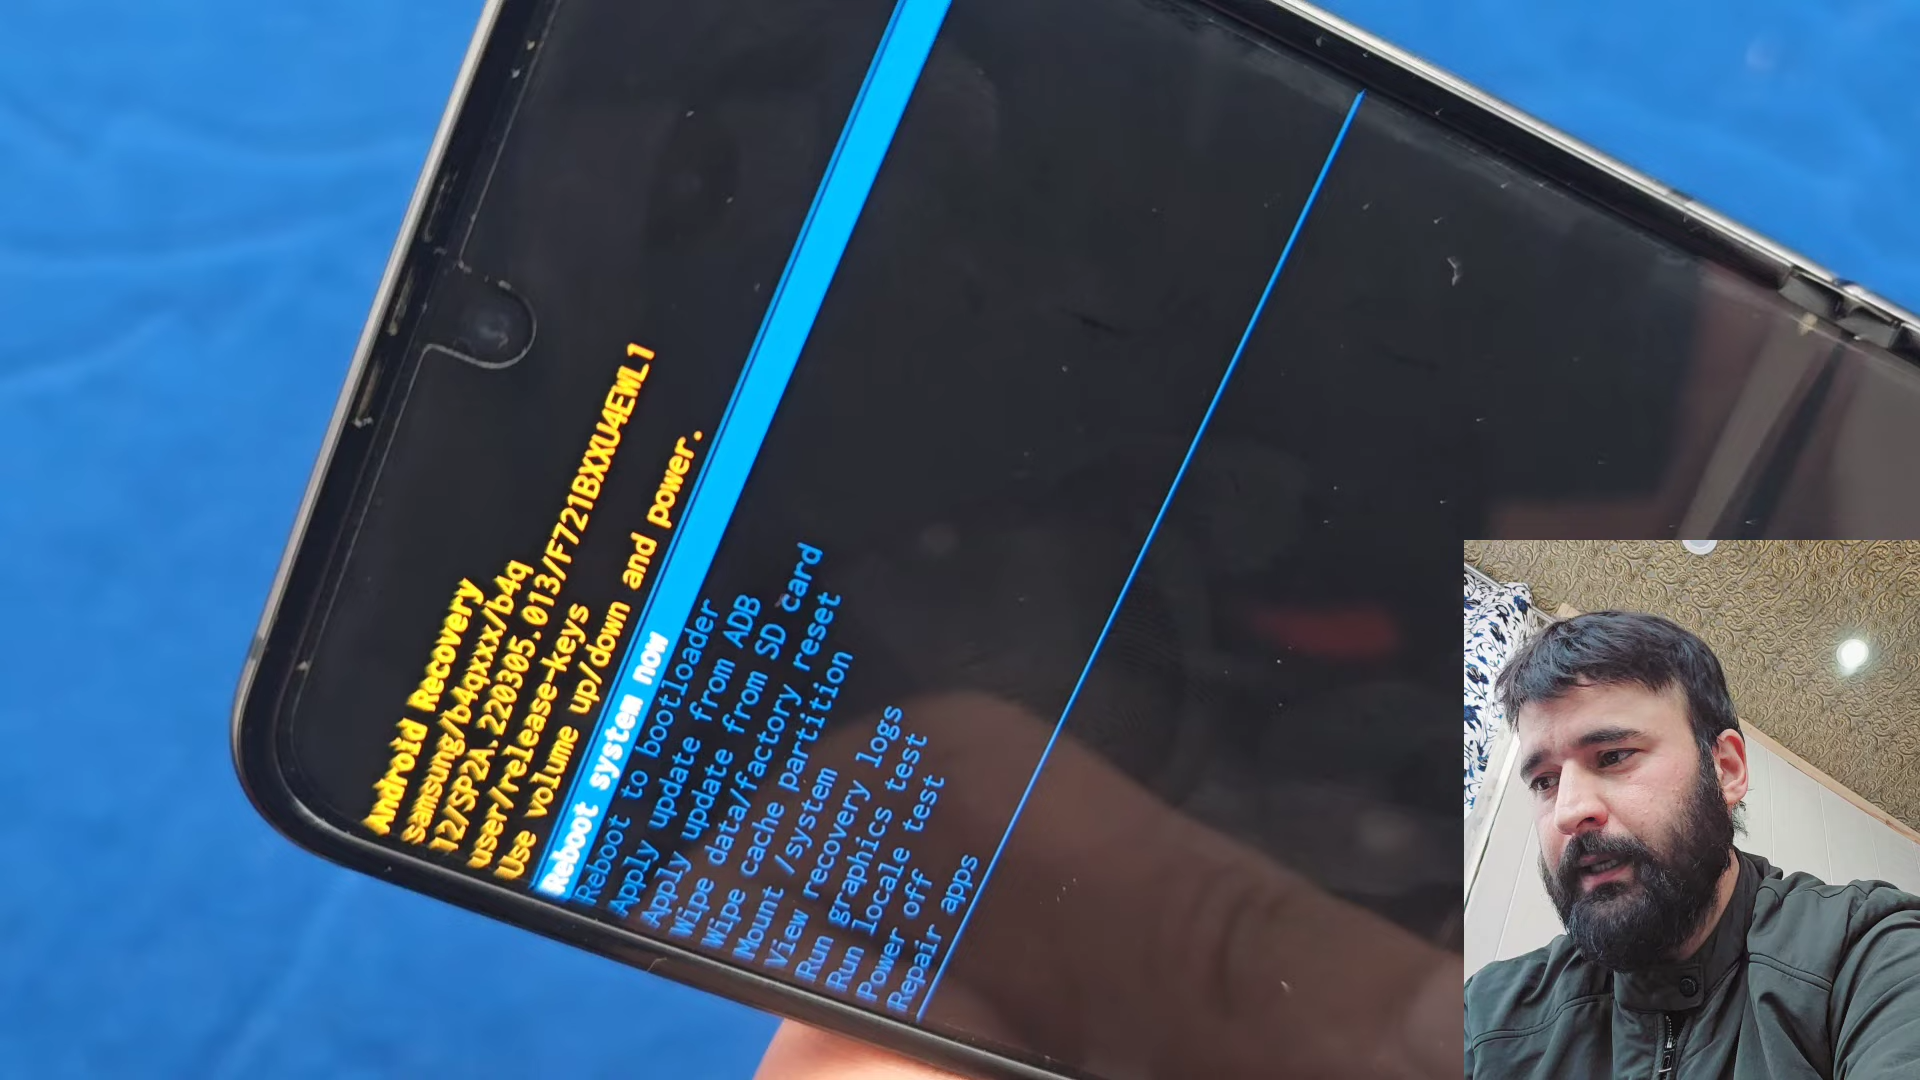 Android Recovery
samsung/b4qxxx/b4q
12/SP2A.220305.013/F721BXXU4EWL1
user/release-keys
Use volume up/down and power.
Reboot system now
Reboot to bootloader
Apply update from ADB
Apply update from SD card
Wipe data/factory reset
Wipe cache partition
Mount /system
View recovery logs
Run graphics test
Run locale test
Power off
Repair apps